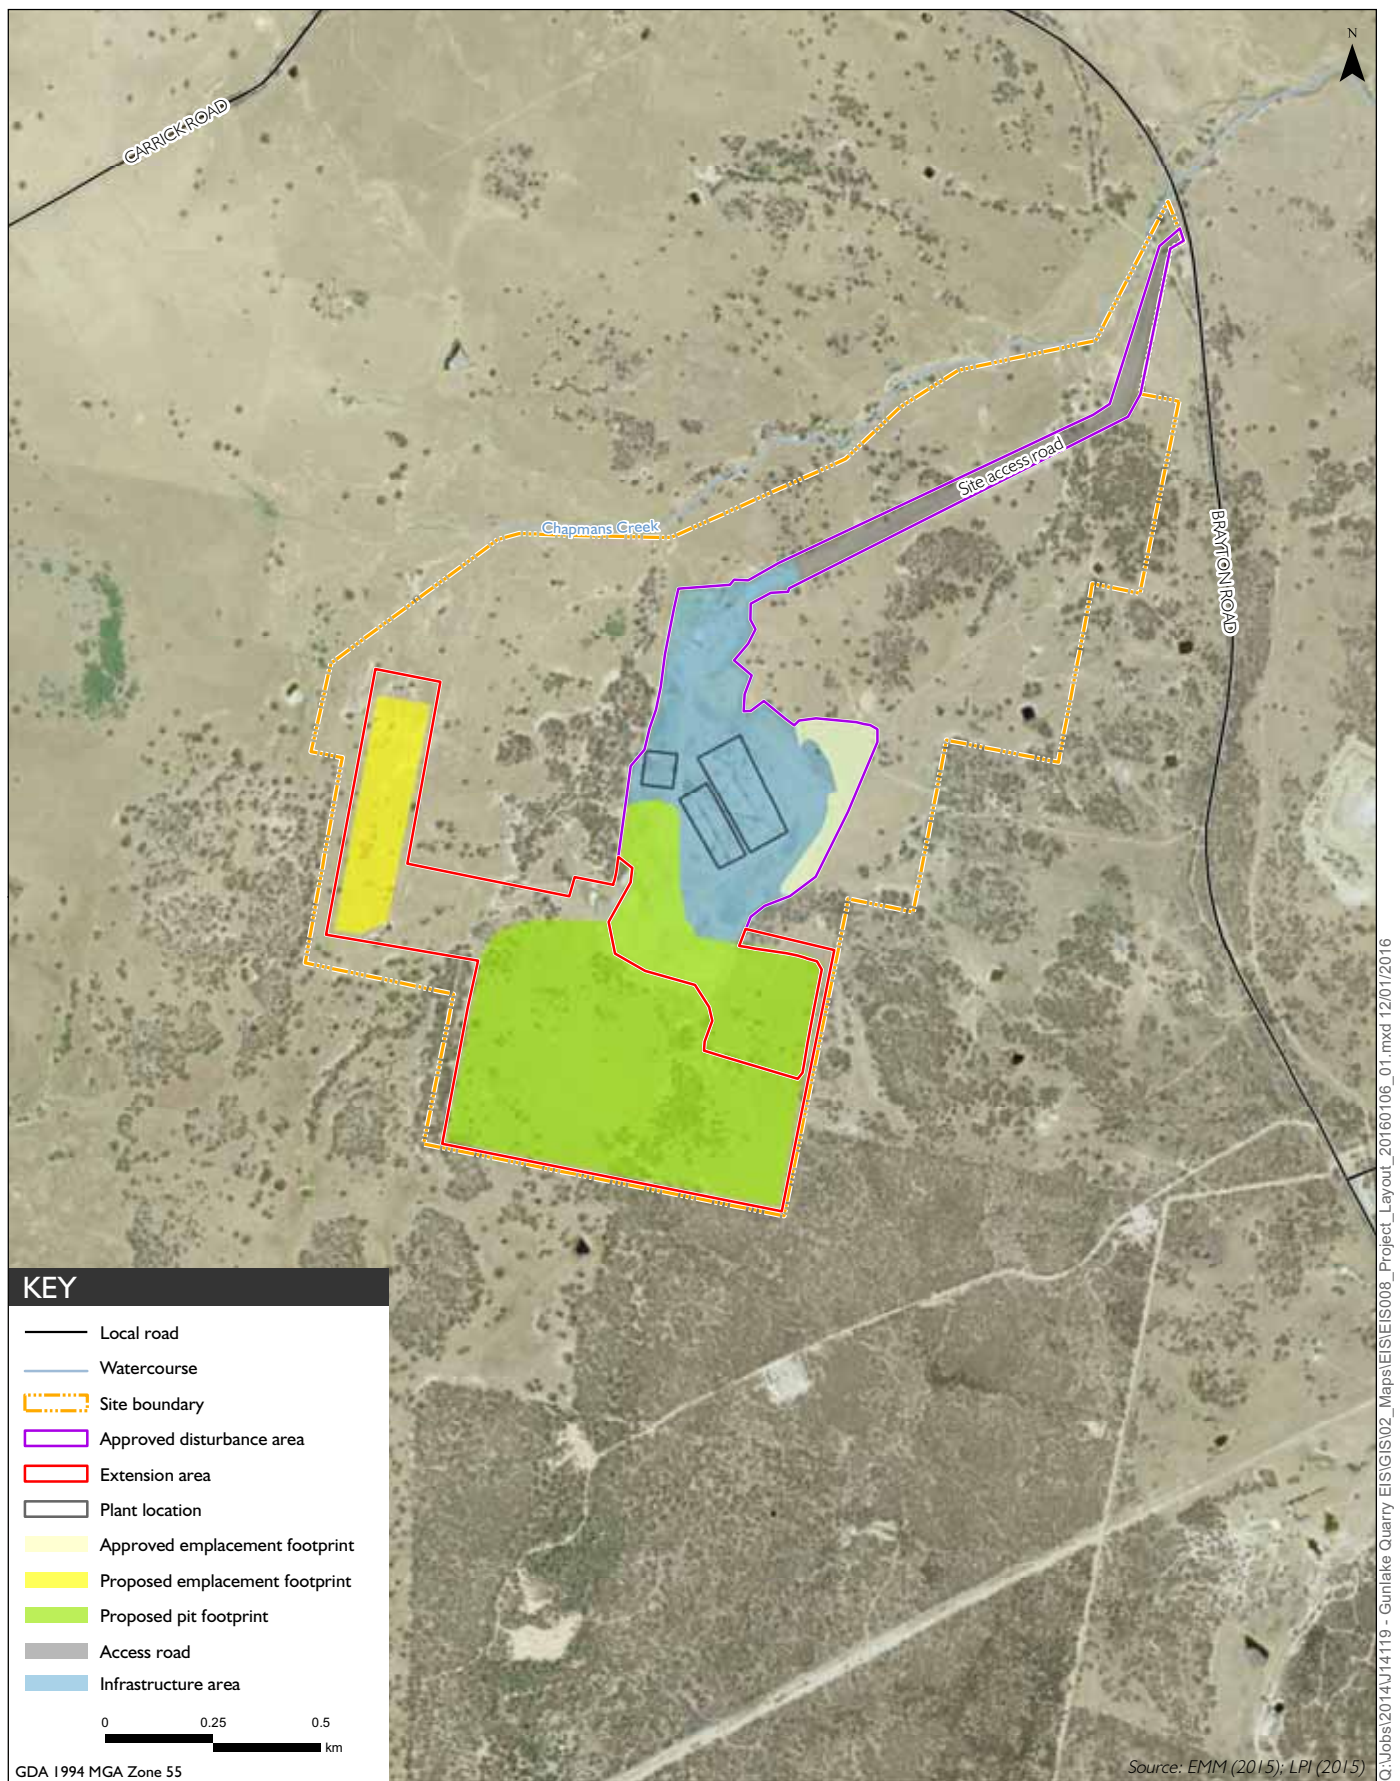 N
CARRICK ROAD
Site access road
Chapmans Creek
BRAYTON ROAD
KEY
Local road
Watercourse
Site boundary
Approved disturbance area
Extension area
Plant location
Approved emplacement footprint
Proposed emplacement footprint
Proposed pit footprint
Access road
Infrastructure area
0 0.25 0.5
km
GDA 1994 MGA Zone 55
Source: EMM (2015); LPI (2015)
Q:\Jobs\2014\J14119 - Gunlake Quarry EIS\GIS\02_Maps\EIS\EIS008_Project_Layout_20160106_01.mxd 12/01/2016